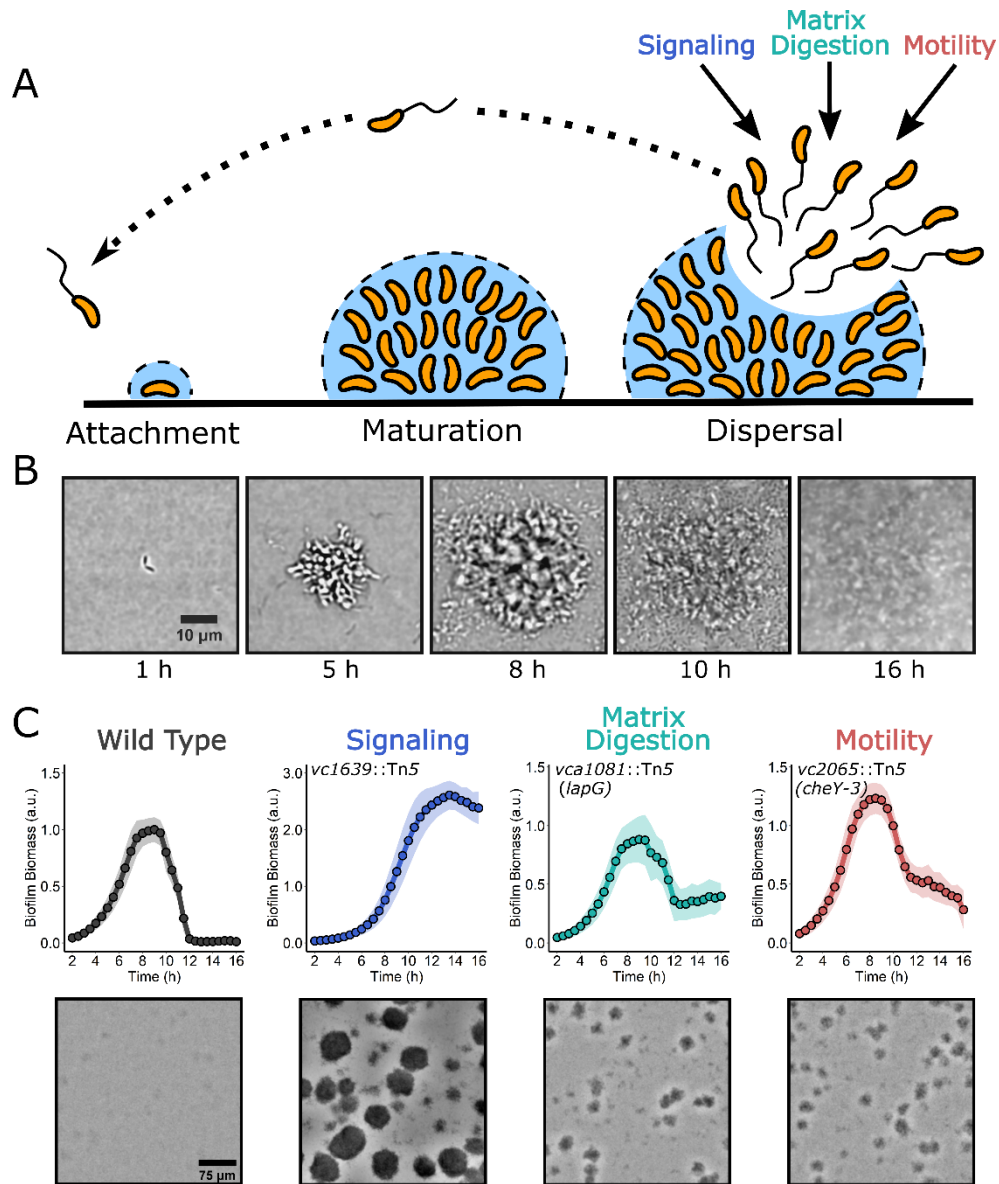 Signaling
Matrix
Digestion
Motility
A
Attachment
Maturation
Dispersal
B
10 µm
1 h
5 h
8 h
10 h
16 h
C
Wild Type
Signaling
Matrix
Digestion
Motility
Biofilm Biomass (a.u.)
1.5
1.0
0.5
0.0
2 4 6 8 10 12 14 16
Time (h)
vc1639::Tn5
Biofilm Biomass (a.u.)
3.0
2.0
1.0
0.0
2 4 6 8 10 12 14 16
Time (h)
vca1081::Tn5
(lapG)
Biofilm Biomass (a.u.)
1.5
1.0
0.5
0.0
2 4 6 8 10 12 14 16
Time (h)
vc2065::Tn5
(cheY-3)
Biofilm Biomass (a.u.)
1.5
1.0
0.5
0.0
2 4 6 8 10 12 14 16
Time (h)
75 µm